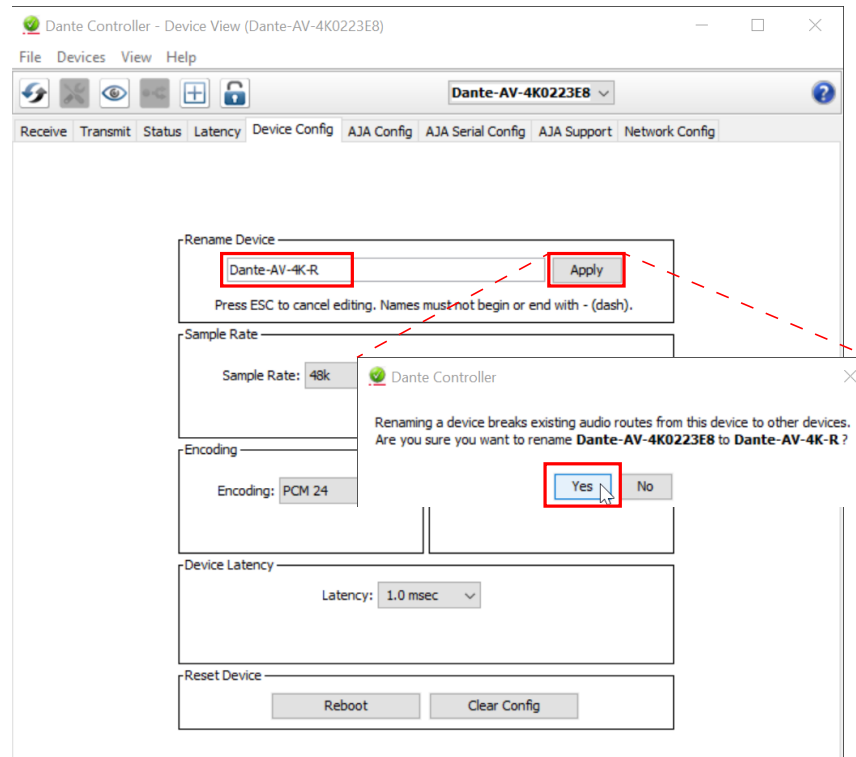 Dante Controller - Device View (Dante-AV-4K0223E8)
File Devices View Help
Dante-AV-4K0223E8
Receive Transmit Status Latency Device Config AJA Config AJA Serial Config AJA Support Network Config
Rename Device
Dante-AV-4K-R Apply
Press ESC to cancel editing. Names must not begin or end with - (dash).
Sample Rate
Sample Rate: 48k
Dante Controller
Renaming a device breaks existing audio routes from this device to other devices.
Are you sure you want to rename Dante-AV-4K0223E8 to Dante-AV-4K-R ?
Yes No
Encoding
Encoding: PCM 24
Device Latency
Latency: 1.0 msec
Reset Device
Reboot Clear Config